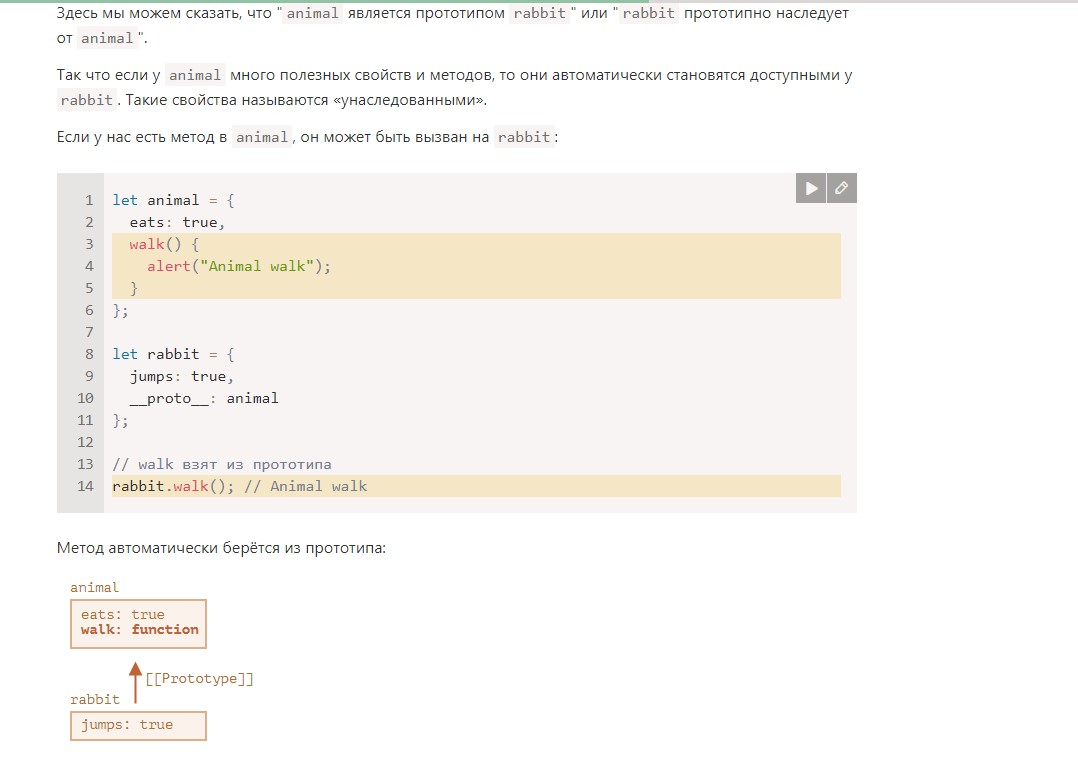 Здесь мы можем сказать, что "animal является прототипом rabbit" или "rabbit прототипно наследует
от animal".
Так что если у animal много полезных свойств и методов, то они автоматически становятся доступными у
rabbit. Такие свойства называются «унаследованными».
Если у нас есть метод в animal, он может быть вызван на rabbit:
1 let animal = {
2   eats: true,
3   walk() {
4     alert("Animal walk");
5   }
6 };
7
8 let rabbit = {
9   jumps: true,
10   __proto__: animal
11 };
12
13 // walk взят из прототипа
14 rabbit.walk(); // Animal walk
Метод автоматически берётся из прототипа:
animal
eats: true
walk: function
[[Prototype]]
rabbit
jumps: true